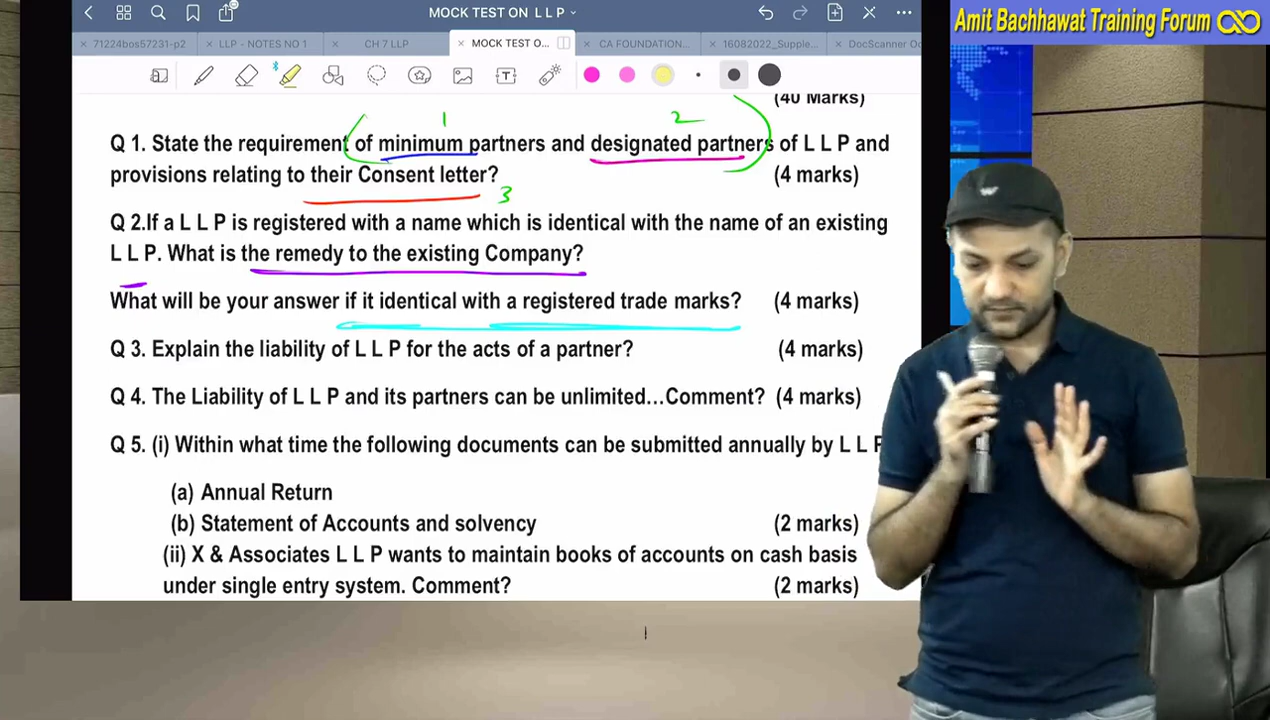 MOCK TEST ON L L P
Amit Bachhawat Training Forum
71224bos57231-p2
LLP - NOTES NO 1
CH 7 LLP
MOCK TEST O...
CA FOUNDATION...
16082022_Supple...
DocScanner Oc
(40 Marks)
1
2
Q 1. State the requirement of minimum partners and designated partners of L L P and
provisions relating to their Consent letter? (4 marks)
3
Q 2.If a L L P is registered with a name which is identical with the name of an existing
L L P. What is the remedy to the existing Company?
What will be your answer if it identical with a registered trade marks? (4 marks)
Q 3. Explain the liability of L L P for the acts of a partner? (4 marks)
Q 4. The Liability of L L P and its partners can be unlimited...Comment? (4 marks)
Q 5. (i) Within what time the following documents can be submitted annually by L L P
(a) Annual Return
(b) Statement of Accounts and solvency (2 marks)
(ii) X & Associates L L P wants to maintain books of accounts on cash basis
under single entry system. Comment? (2 marks)